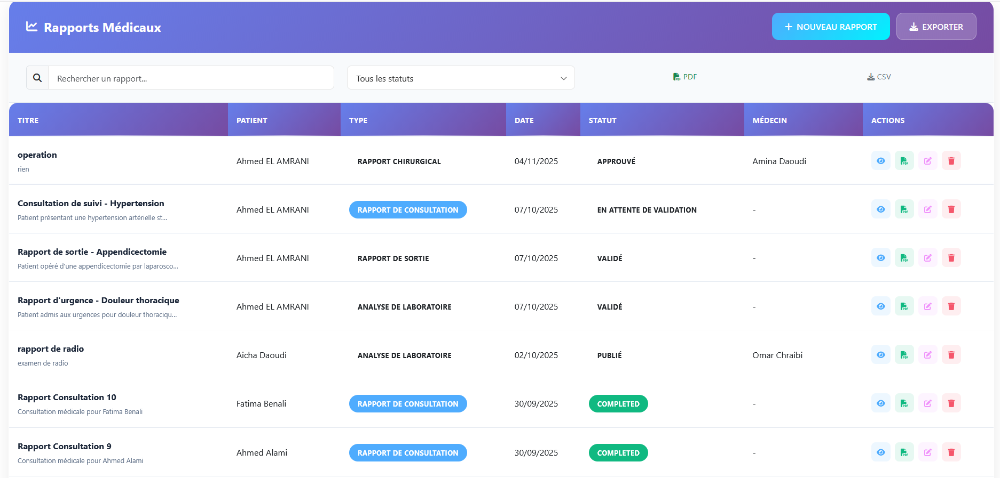 Rapports Médicaux
NOUVEAU RAPPORT
EXPORTER
Rechercher un rapport...
Tous les statuts
PDF
CSV
TITRE PATIENT TYPE DATE STATUT MÉDECIN ACTIONS
operation
rien
Ahmed EL AMRANI RAPPORT CHIRURGICAL 04/11/2025 APPROUVÉ Amina Daoudi
Consultation de suivi - Hypertension
Patient présentant une hypertension artérielle st...
Ahmed EL AMRANI RAPPORT DE CONSULTATION 07/10/2025 EN ATTENTE DE VALIDATION -
Rapport de sortie - Appendicectomie
Patient opéré d'une appendicectomie par laparosco...
Ahmed EL AMRANI RAPPORT DE SORTIE 07/10/2025 VALIDÉ -
Rapport d'urgence - Douleur thoracique
Patient admis aux urgences pour douleur thoraciqu...
Ahmed EL AMRANI ANALYSE DE LABORATOIRE 07/10/2025 VALIDÉ -
rapport de radio
examen de radio
Aicha Daoudi ANALYSE DE LABORATOIRE 02/10/2025 PUBLIÉ Omar Chraibi
Rapport Consultation 10
Consultation médicale pour Fatima Benali
Fatima Benali RAPPORT DE CONSULTATION 30/09/2025 COMPLETED -
Rapport Consultation 9
Consultation médicale pour Ahmed Alami
Ahmed Alami RAPPORT DE CONSULTATION 30/09/2025 COMPLETED -